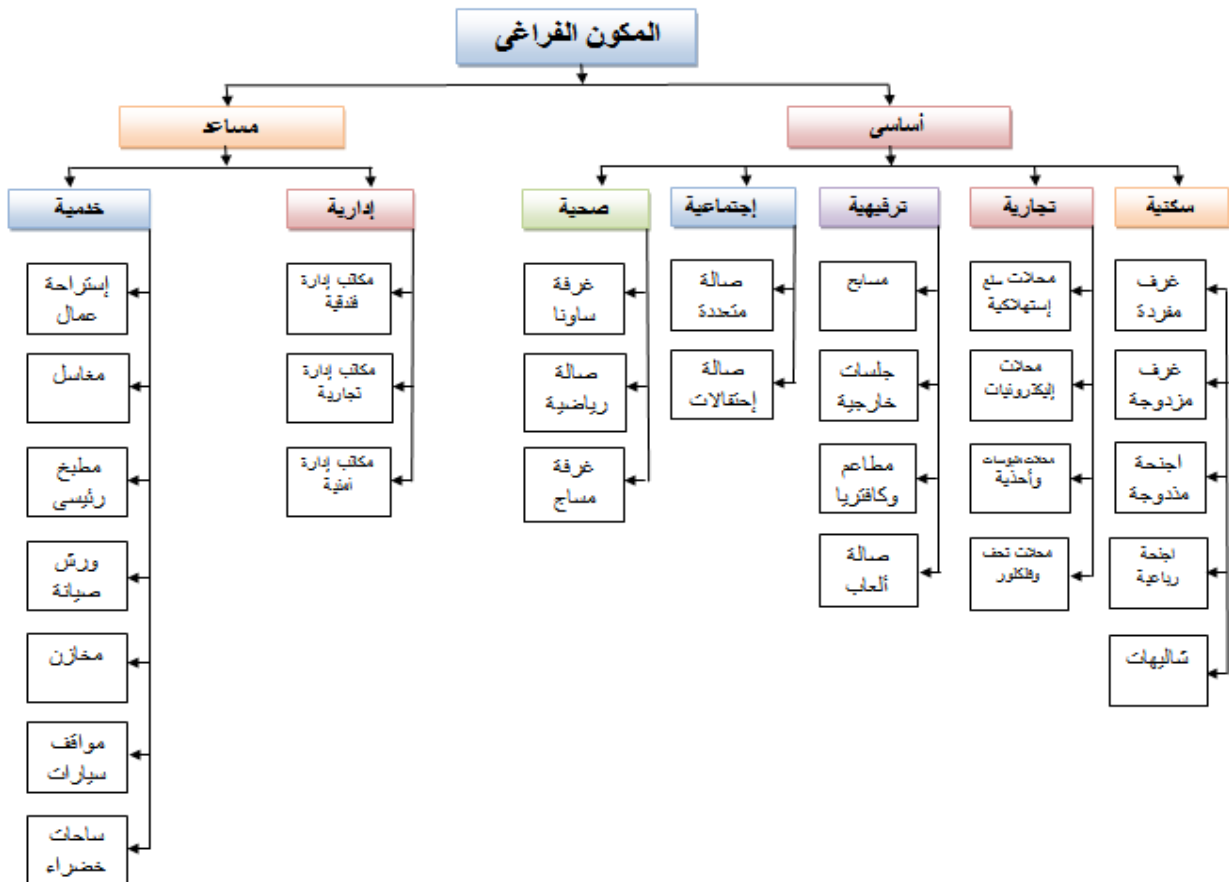 المكون الفراغى
أساسى
مساعد
سكنية
تجارية
ترفيهية
إجتماعية
صحية
إدارية
خدمية
غرف
مفردة
غرف
مزدوجة
اجنحة
مندوجة
اجنحة
رباعية
شاليهات
محلات سلع
إستهلاكية
محلات
إليكترونيات
محلات ملبوسات
وأحذية
محلات تحف
وفلكلور
مسابح
جلسات
خارجية
مطاعم
وكافتريا
صالة
ألعاب
صالة
متعددة
صالة
إحتفالات
غرفة
ساونا
صالة
رياضية
غرفة
مساج
مكاتب إدارة
فندقية
مكاتب إدارة
تجارية
مكاتب إدارة
أمنية
إستراحة
عمال
مغاسل
مطبخ
رئيسى
ورش
صيانة
مخازن
مواقف
سيارات
ساحات
خضراء